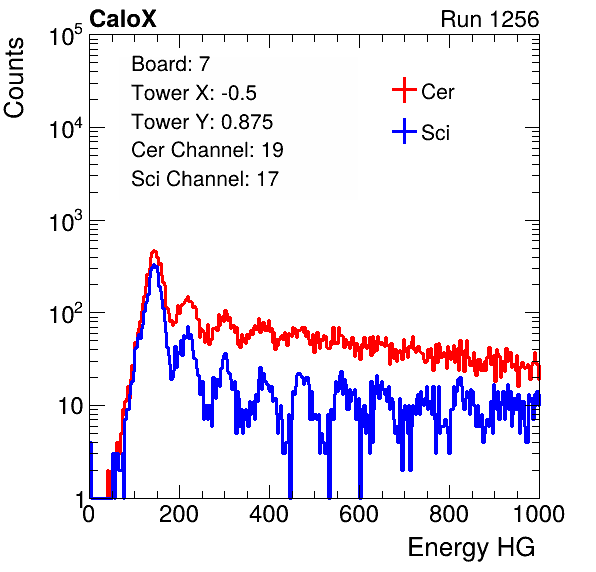 CaloX Run 1256
Counts
Board: 7
Tower X: -0.5
Tower Y: 0.875
Cer Channel: 19
Sci Channel: 17
Cer
Sci
10^5
10^4
10^3
10^2
10
1
0 200 400 600 800 1000
Energy HG